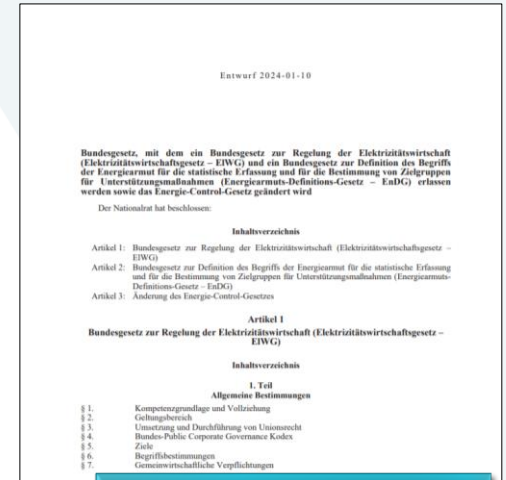 Entwurf 2024-01-10
Bundesgesetz, mit dem ein Bundesgesetz zur Regelung der Elektrizitätswirtschaft
(Elektrizitätswirtschaftsgesetz – ElWG) und ein Bundesgesetz zur Definition des Begriffs
der Energiearmut für die statistische Erfassung und für die Bestimmung von Zielgruppen
für Unterstützungsmaßnahmen (Energiearmuts-Definitions-Gesetz – EnDG) erlassen
werden sowie das Energie-Control-Gesetz geändert wird
Der Nationalrat hat beschlossen:
Inhaltsverzeichnis
Artikel 1: Bundesgesetz zur Regelung der Elektrizitätswirtschaft (Elektrizitätswirtschaftsgesetz –
ElWG)
Artikel 2: Bundesgesetz zur Definition des Begriffs der Energiearmut für die statistische Erfassung
und für die Bestimmung von Zielgruppen für Unterstützungsmaßnahmen (Energiearmuts-
Definitions-Gesetz – EnDG)
Artikel 3: Änderung des Energie-Control-Gesetzes
Artikel 1
Bundesgesetz zur Regelung der Elektrizitätswirtschaft (Elektrizitätswirtschaftsgesetz –
ElWG)
Inhaltsverzeichnis
1. Teil
Allgemeine Bestimmungen
§ 1. Kompetenzgrundlage und Vollziehung
§ 2. Geltungsbereich
§ 3. Umsetzung und Durchführung von Unionsrecht
§ 4. Bundes-Public Corporate Governance Kodex
§ 5. Ziele
§ 6. Begriffsbestimmungen
§ 7. Gemeinwirtschaftliche Verpflichtungen